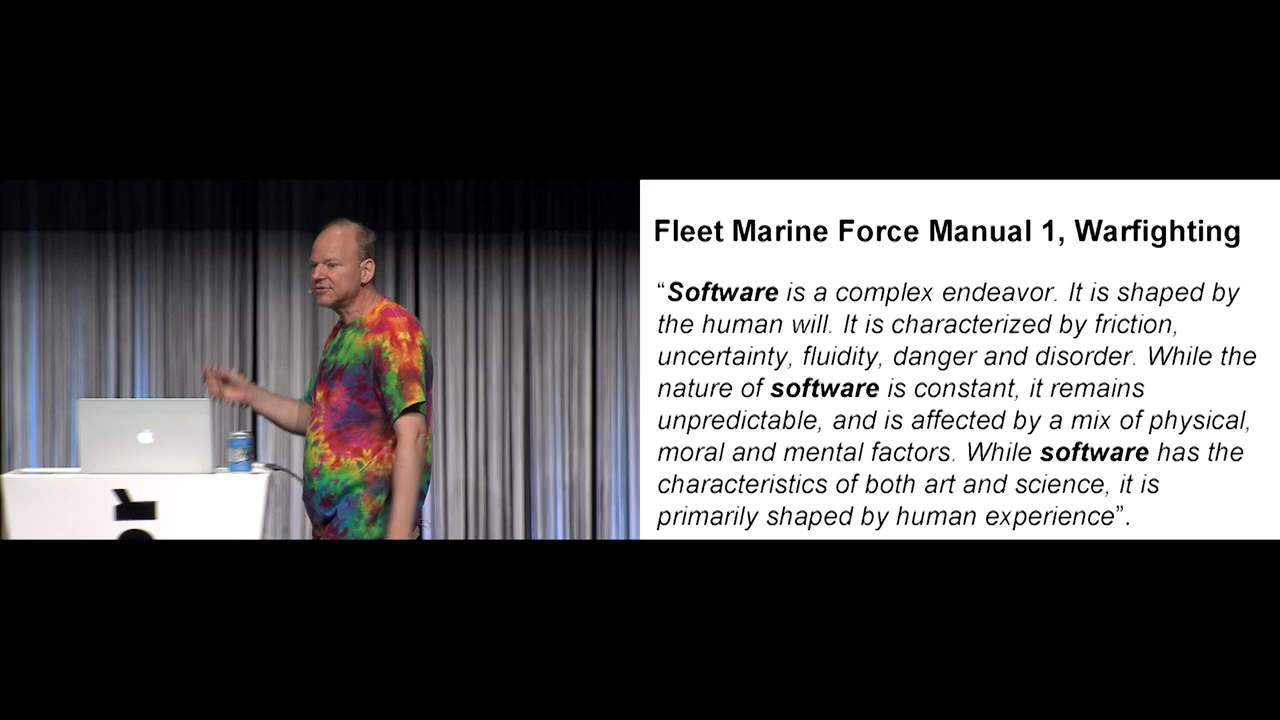 Fleet Marine Force Manual 1, Warfighting
“Software is a complex endeavor. It is shaped by
the human will. It is characterized by friction,
uncertainty, fluidity, danger and disorder. While the
nature of software is constant, it remains
unpredictable, and is affected by a mix of physical,
moral and mental factors. While software has the
characteristics of both art and science, it is
primarily shaped by human experience”.